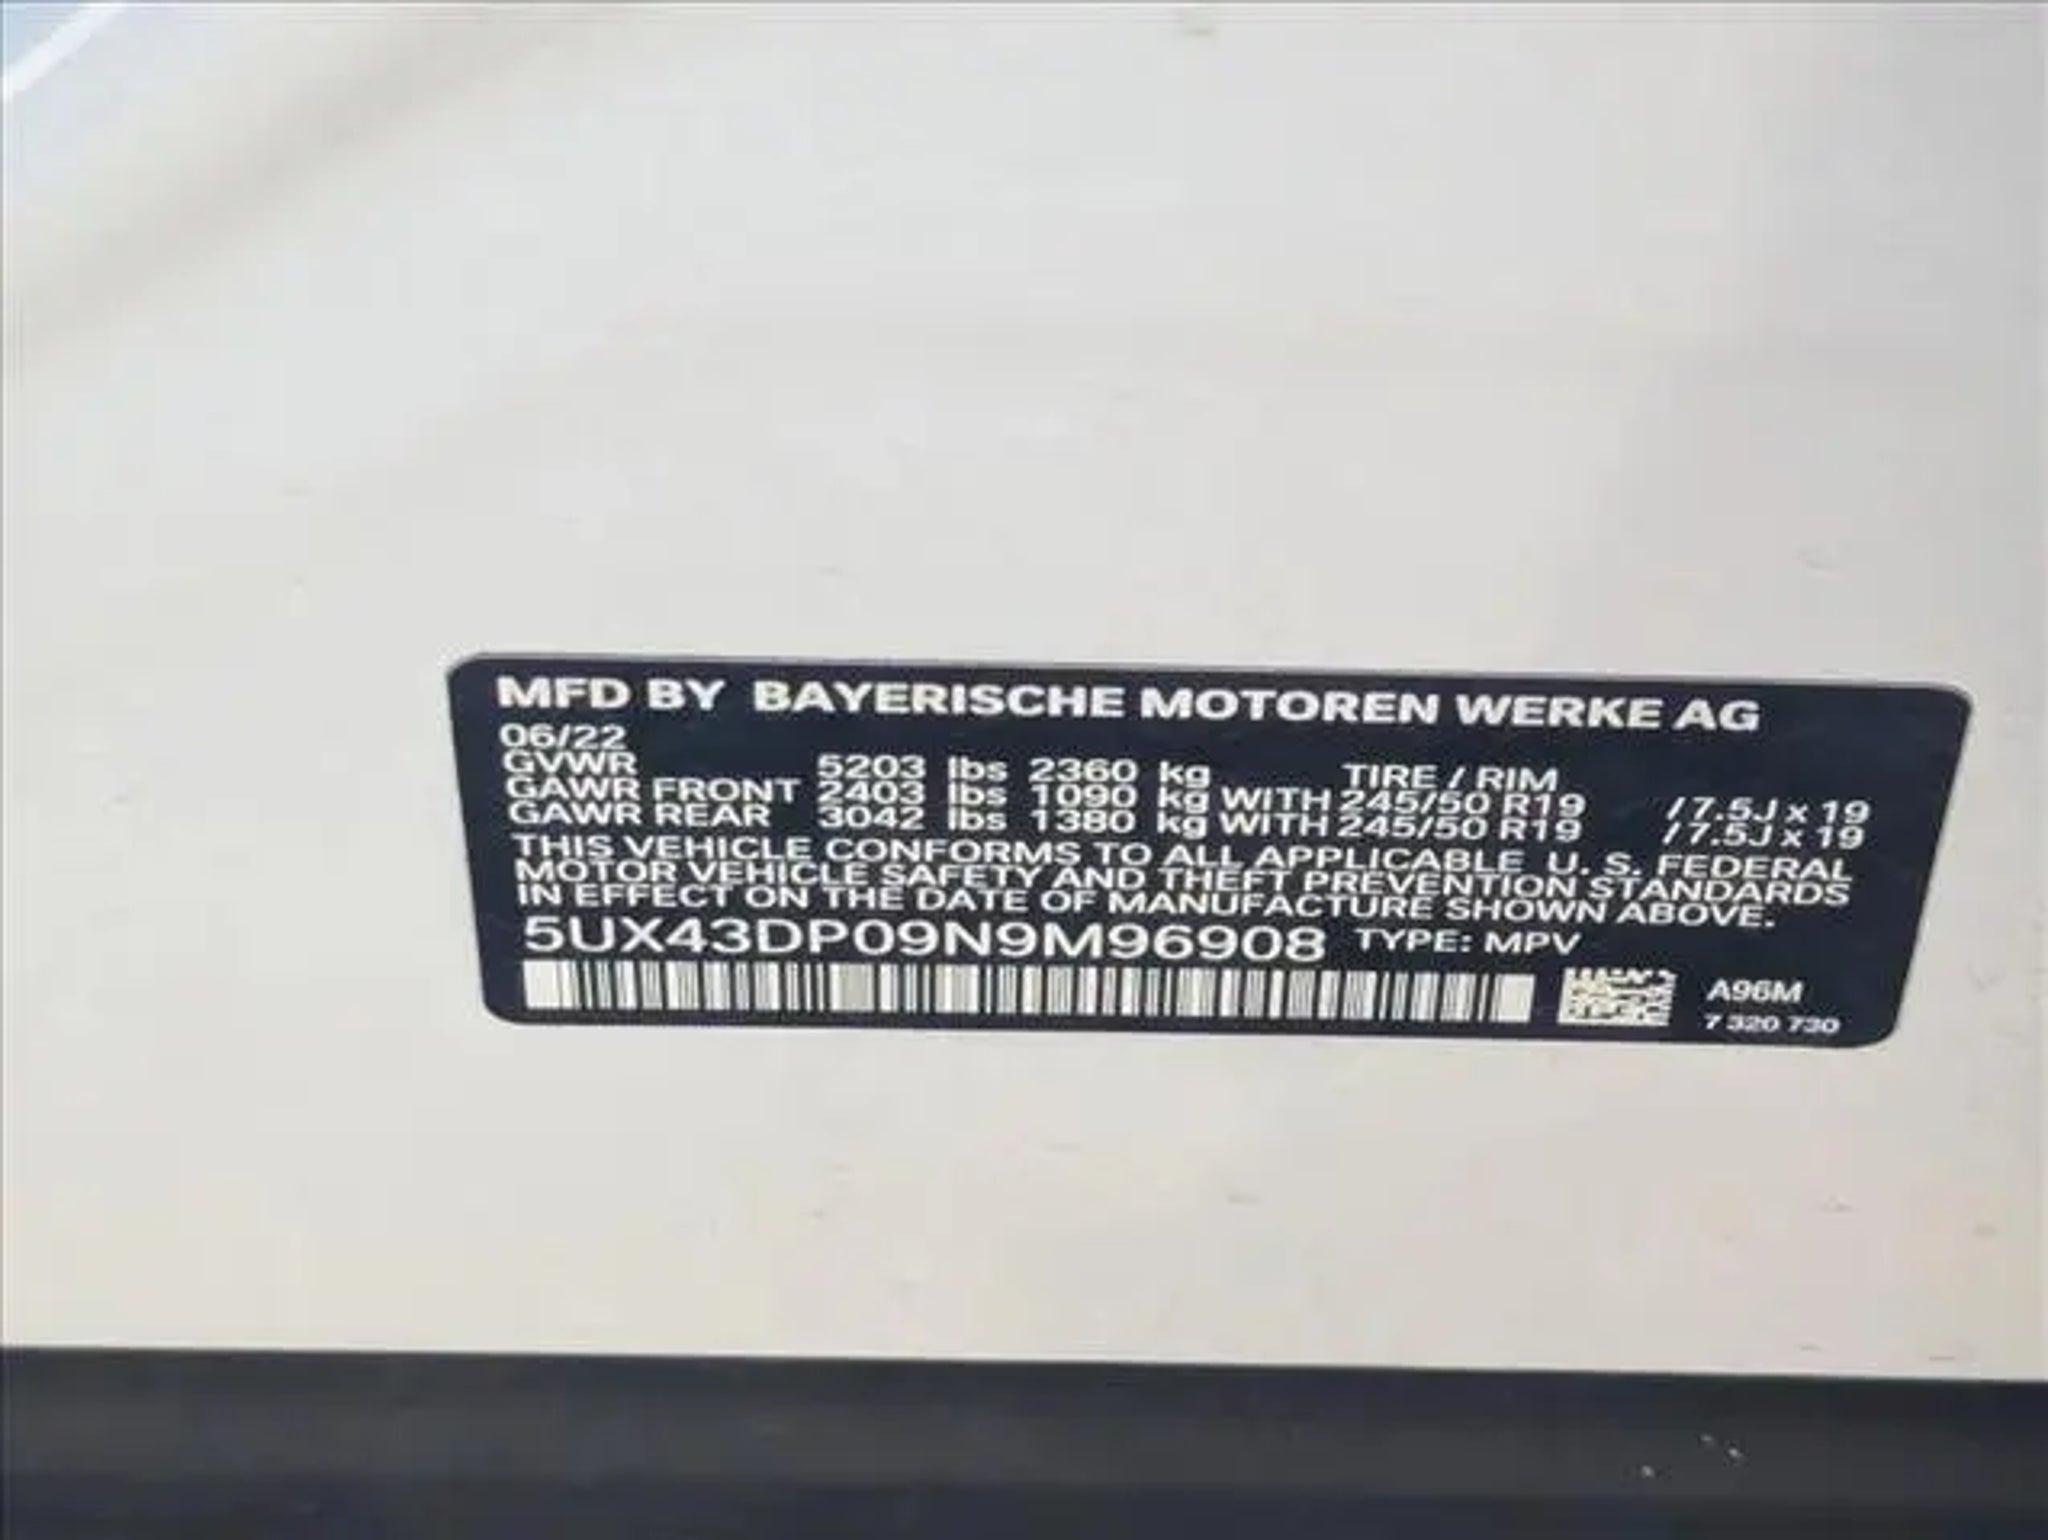 MFD BY BAYERISCHE MOTOREN WERKE AG
06/22
GVWR 5203 lbs 2360 kg TIRE / RIM
GAWR FRONT 2403 lbs 1090 kg WITH 245/50 R19 / 7.5J x 19
GAWR REAR 3042 lbs 1380 kg WITH 245/50 R19 / 7.5J x 19
THIS VEHICLE CONFORMS TO ALL APPLICABLE U. S. FEDERAL
MOTOR VEHICLE SAFETY AND THEFT PREVENTION STANDARDS
IN EFFECT ON THE DATE OF MANUFACTURE SHOWN ABOVE.
5UX43DP09N9M96908 TYPE: MPV
A96M
7 320 730